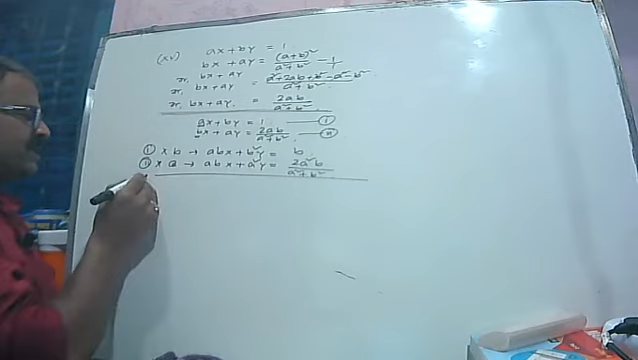 (xv) ax + by = 1
bx + ay = (a+b)²/a²+b² - 1
or, bx + ay = a²+2ab+b²-a²-b²/a²+b²
or, bx + ay = 2ab/a²+b²
ax + by = 1 — (i)
bx + ay = 2ab/a²+b² — (ii)
(i) × b → abx + b²y = b
(ii) × a → abx + a²y = 2a²b/a²+b²